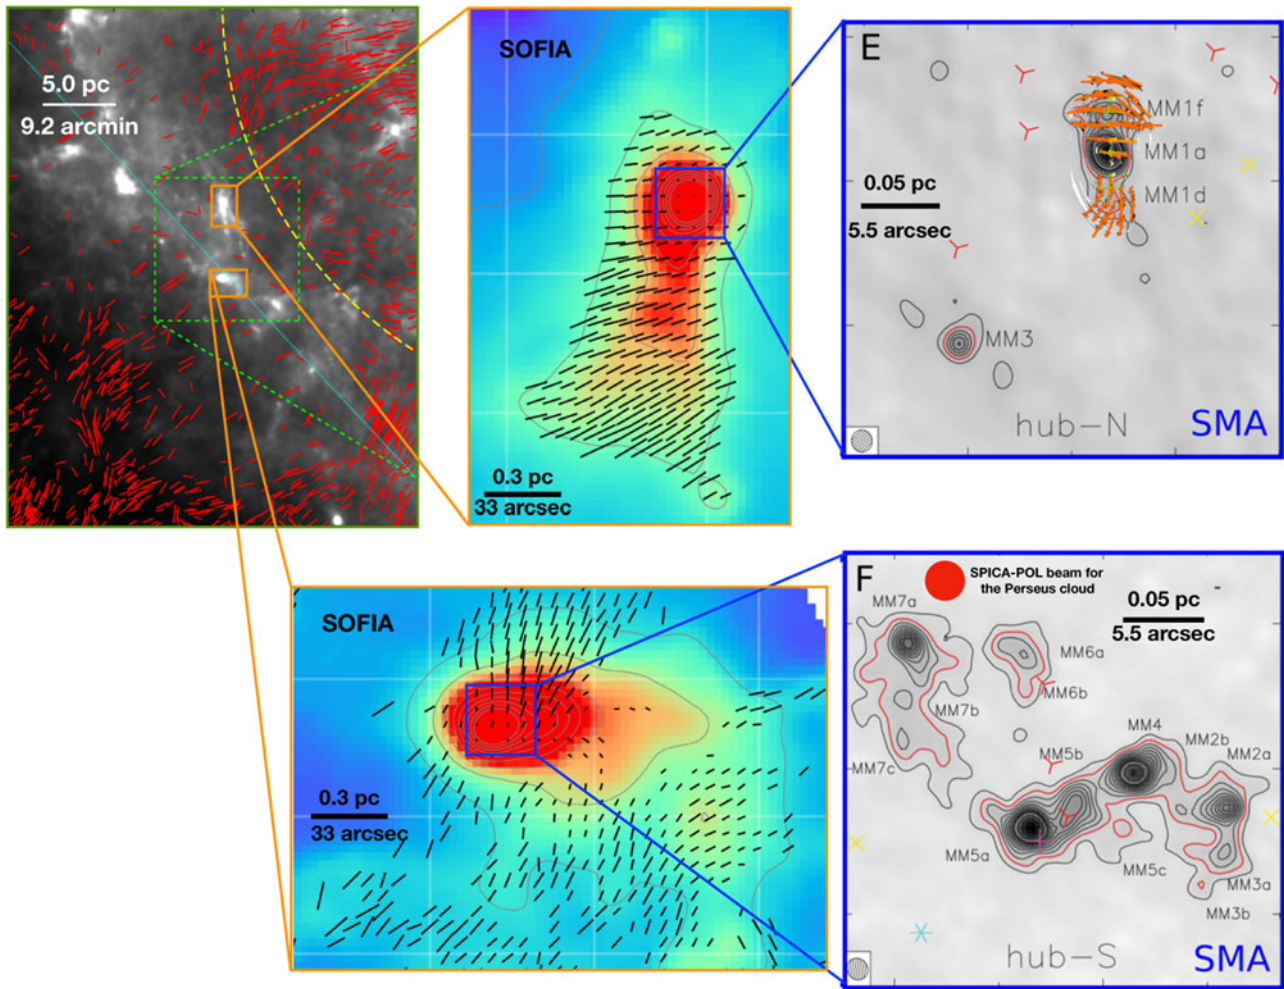 5.0 pc
9.2 arcmin
SOFIA
0.3 pc
33 arcsec
E
MM1f
MM1a
MM1d
0.05 pc
5.5 arcsec
MM3
hub-N
SMA
SOFIA
0.3 pc
33 arcsec
F
SPICA-POL beam for
the Perseus cloud
0.05 pc
5.5 arcsec
MM7a
MM6a
MM6b
MM7b
MM4
MM2b
MM5b
MM2a
MM7c
MM5a
MM5c
MM3a
MM3b
hub-S
SMA